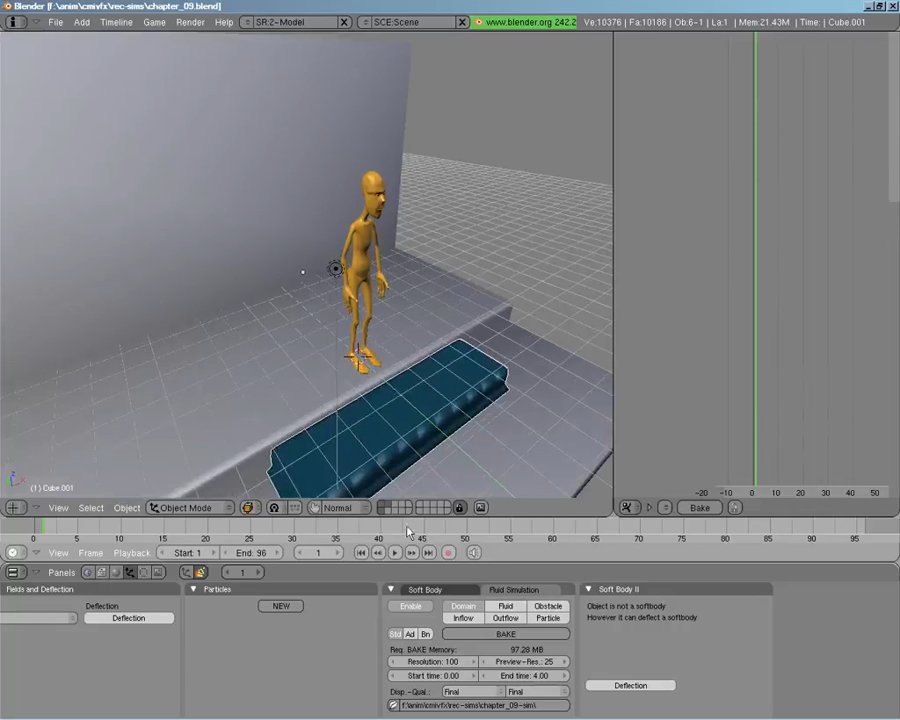 Blender [f:\anim\cmivfx\rec-sims\chapter_09.blend]
Add Timeline Game Render Help SR:2-Model SCE:Scene www.blender.org 242.2 Ve:10376 | Fa:10186 | Ob:6-1 | La:1 | Mem:21.43M | Time: | Cube.001
(1) Cube.001
-20 -10 0 10 20 30 40 50
View Select Object Object Mode Normal Bake
0 5 10 15 20 25 30 35 40 45 50 55 60 65 70 75 80 85 90 95
View Frame Playback Start: 1 End: 96 1
Panels 1
Fields and Deflection Particles Soft Body Fluid Simulation Soft Body II
Deflection NEW Enable Domain Fluid Obstacle Object is not a softbody
Deflection Inflow Outflow Particle However it can deflect a softbody
Std Ad Bn BAKE
Req. BAKE Memory: 97.28 MB
Resolution: 100 Preview-Res.: 25
Start time: 0.00 End time: 4.00 Deflection
Disp.-Qual.: Final Final
f:\anim\cmivfx\rec-sims\chapter_09-sim\